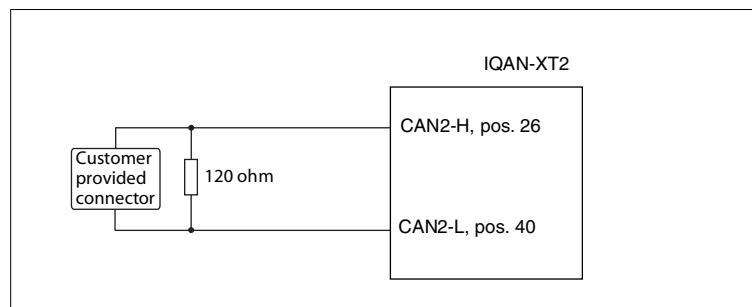 IQAN-XT2
CAN2-H, pos. 26
Customer
provided
connector
120 ohm
CAN2-L, pos. 40